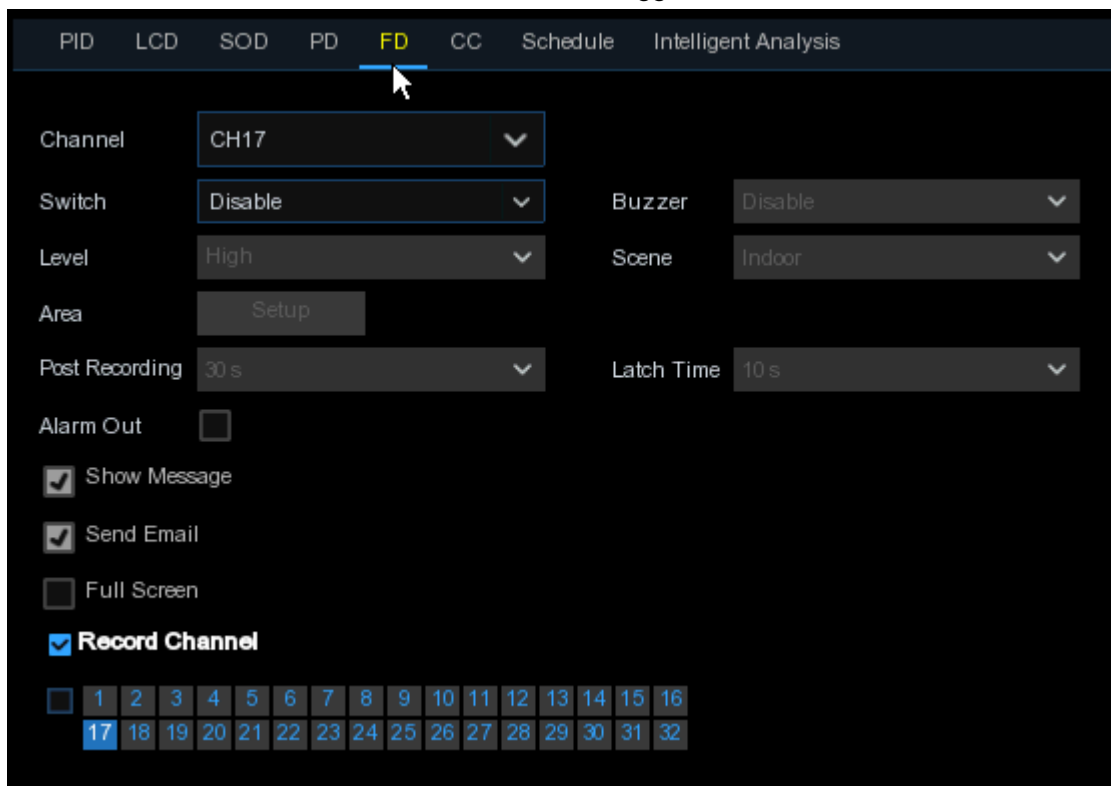 PID LCD SOD PD FD CC Schedule Intelligent Analysis
Channel CH17
Switch Disable Buzzer Disable
Level High Scene Indoor
Area Setup
Post Recording 30 s Latch Time 10 s
Alarm Out
Show Message
Send Email
Full Screen
Record Channel
1 2 3 4 5 6 7 8 9 10 11 12 13 14 15 16
17 18 19 20 21 22 23 24 25 26 27 28 29 30 31 32